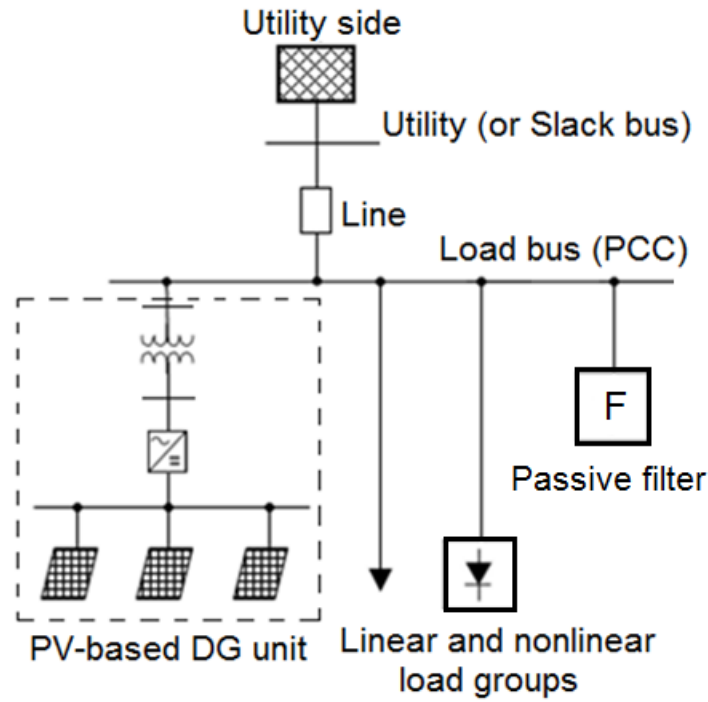 Utility side
Utility (or Slack bus)
Line
Load bus (PCC)
F
Passive filter
PV-based DG unit
Linear and nonlinear
load groups